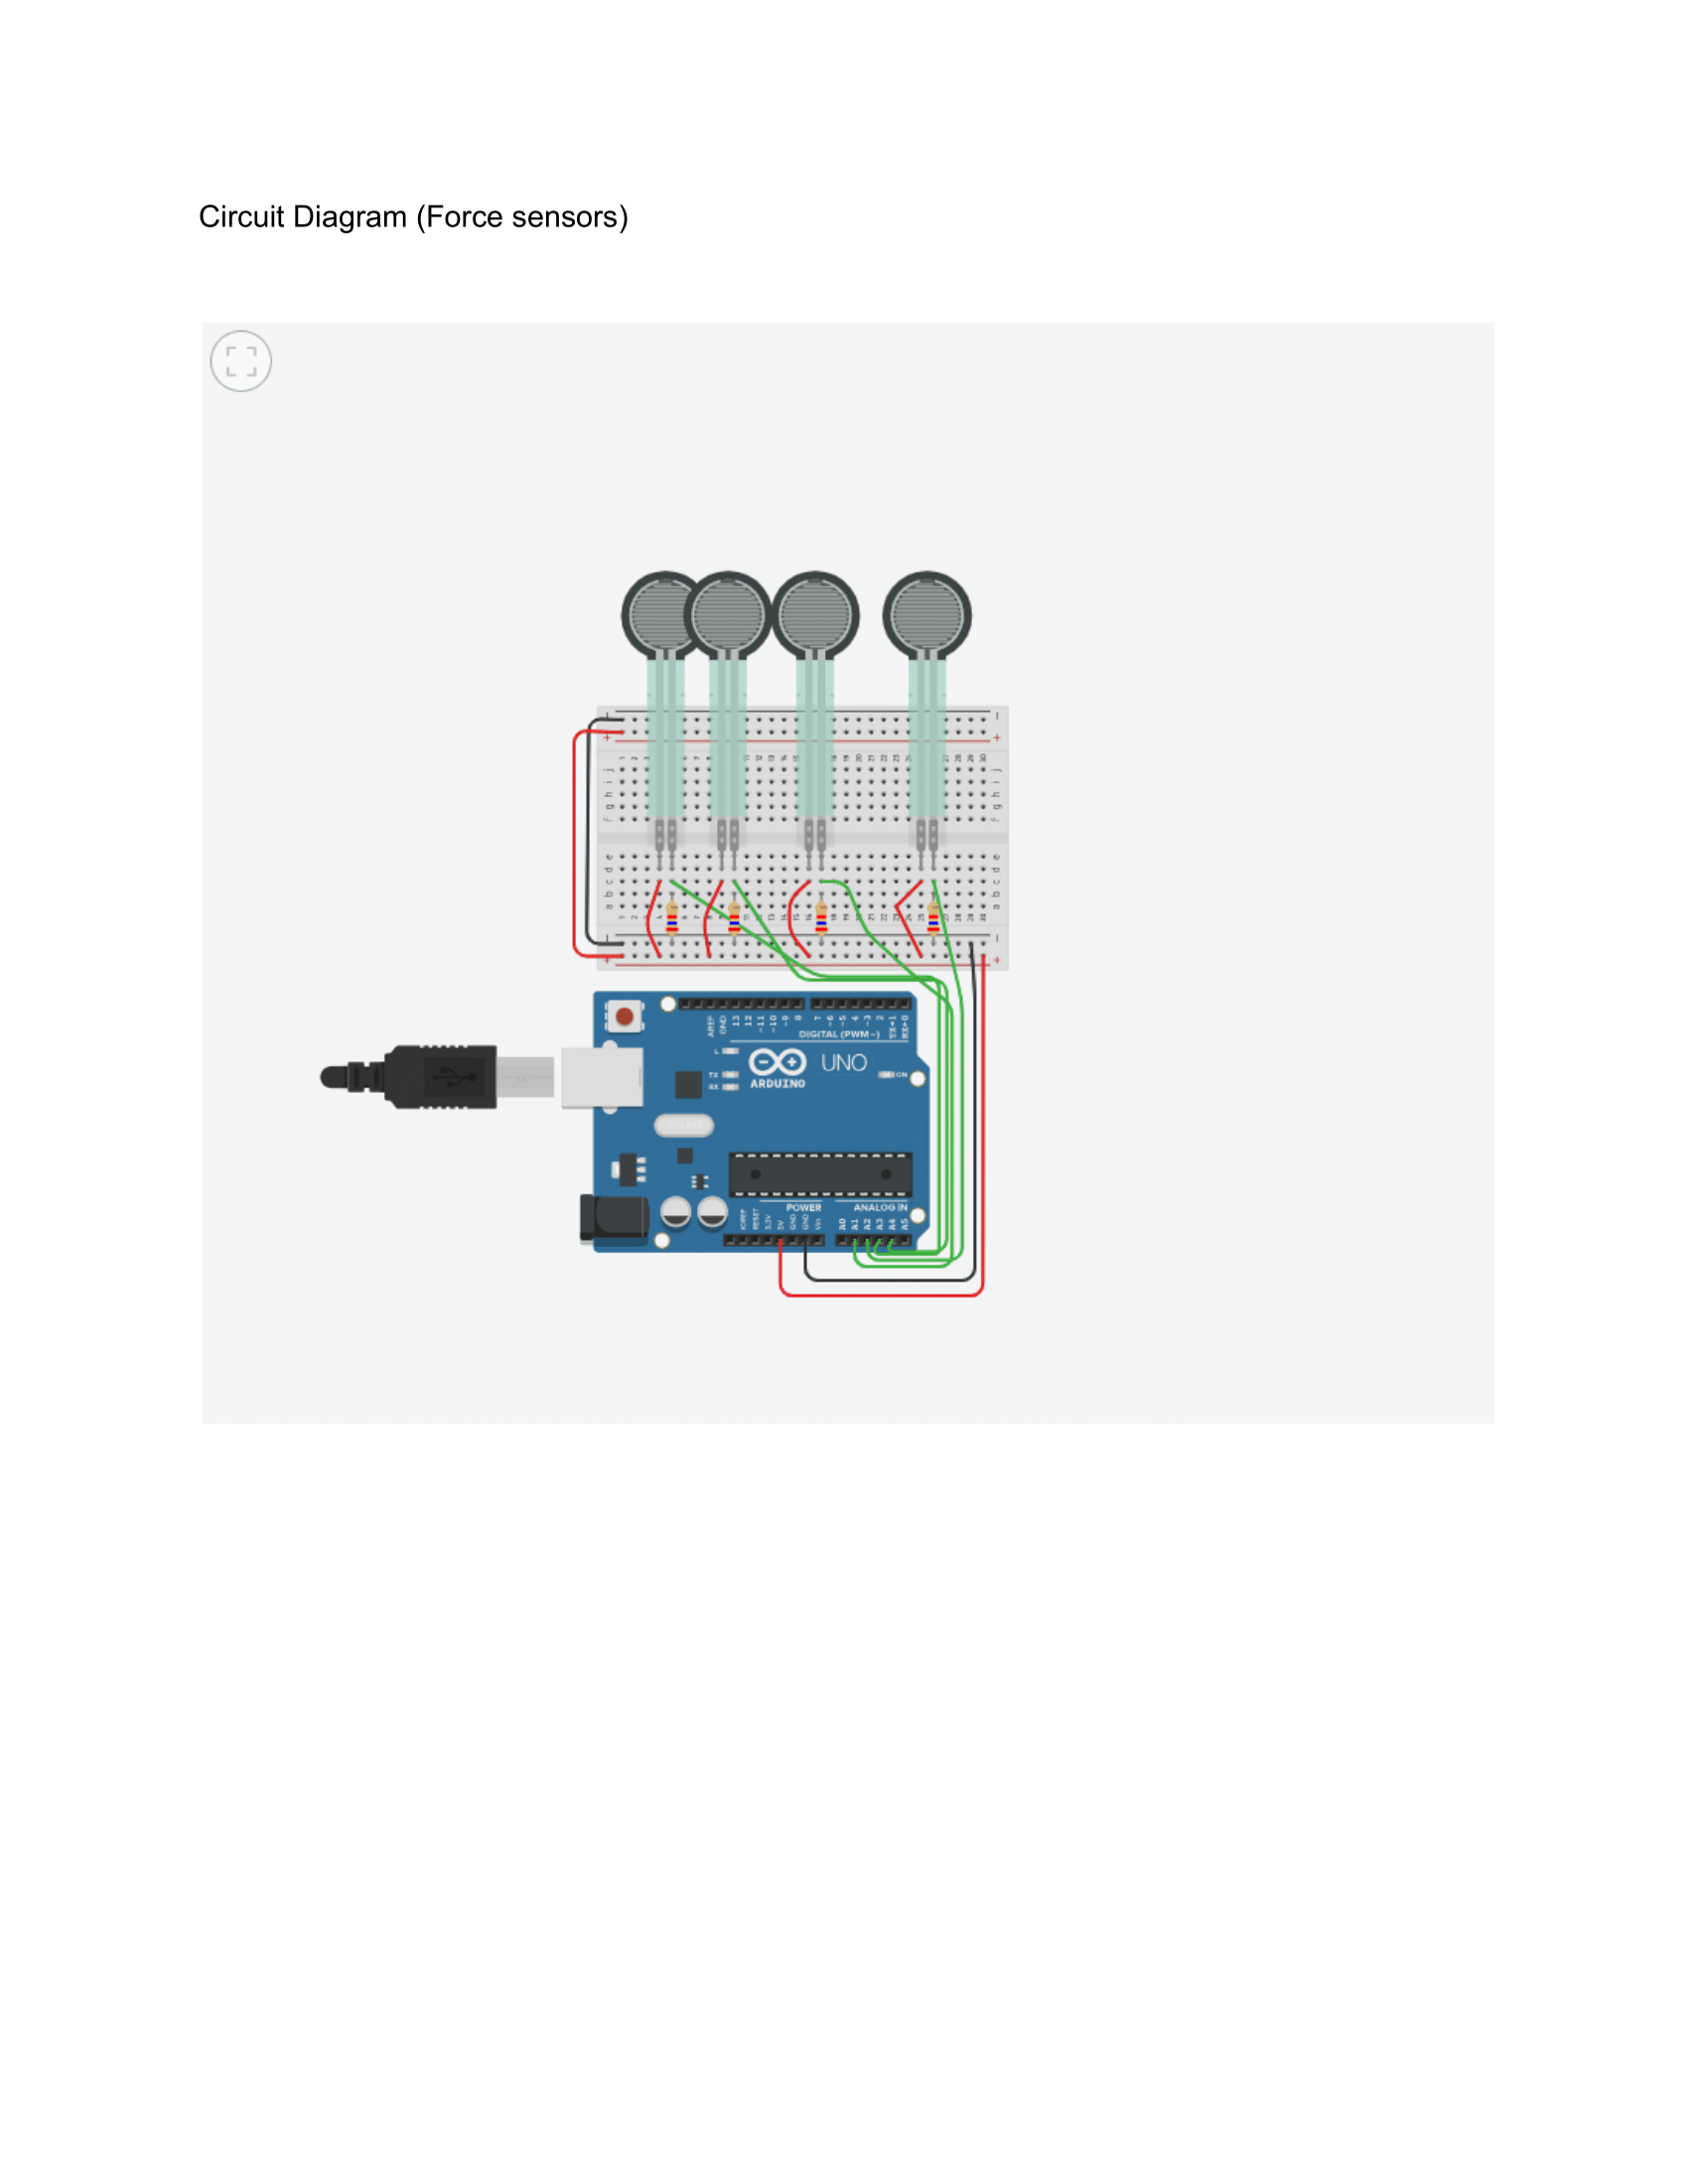 Circuit Diagram (Force sensors)
AREF
GND
13
12
~11
~10
~9
8
7
~6
~5
4
~3
2
TX→1
RX←0
DIGITAL (PWM~)
L
TX
RX
ARDUINO
UNO
ON
POWER
ANALOG IN
IOREF
RESET
3.3V
5V
GND
GND
Vin
A0
A1
A2
A3
A4
A5